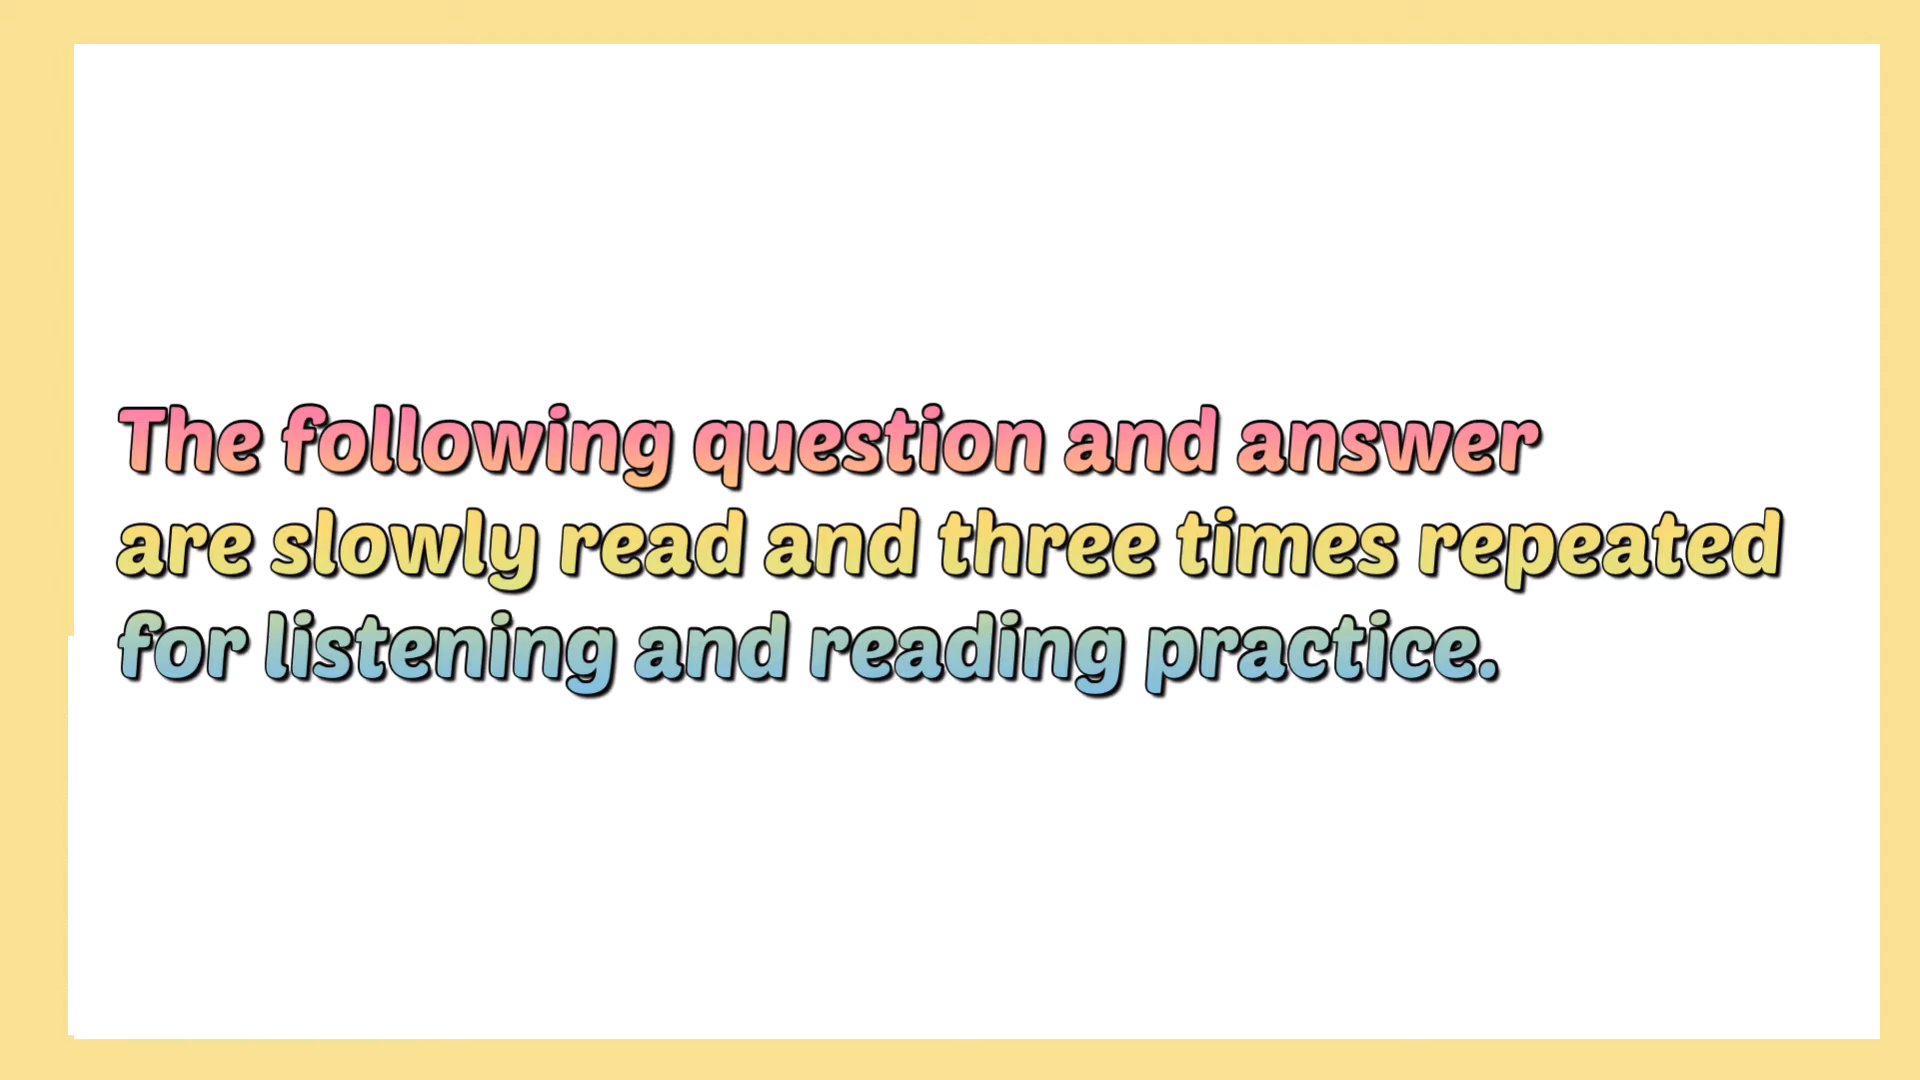 The following question and answer
are slowly read and three times repeated
for listening and reading practice.